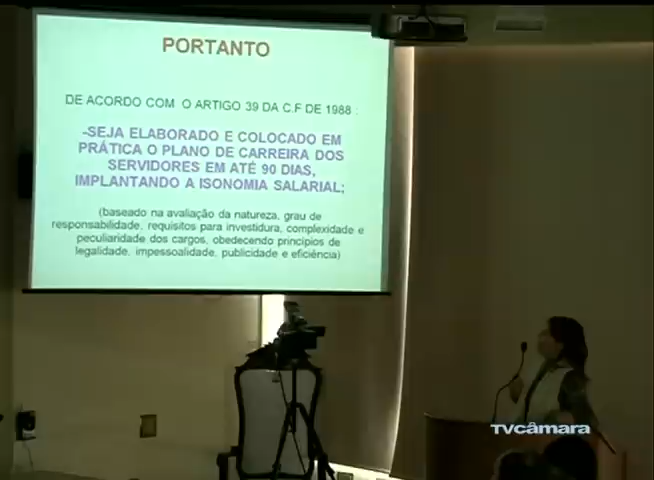 PORTANTO
DE ACORDO COM O ARTIGO 39 DA C.F DE 1988 :
-SEJA ELABORADO E COLOCADO EM
PRÁTICA O PLANO DE CARREIRA DOS
SERVIDORES EM ATÉ 90 DIAS,
IMPLANTANDO A ISONOMIA SALARIAL;
(baseado na avaliação da natureza, grau de
responsabilidade, requisitos para investidura, complexidade e
peculiaridade dos cargos, obedecendo princípios de
legalidade, impessoalidade, publicidade e eficiência)
TVcâmara